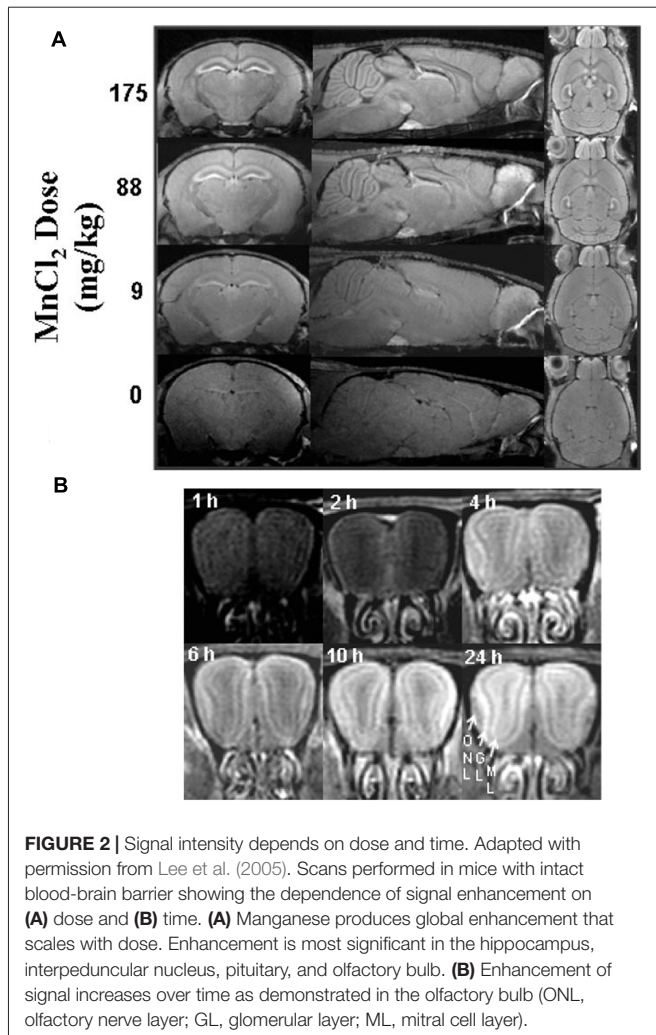 A
175
88
9
0
MnCl₂ Dose
(mg/kg)
B
1 h
2 h
4 h
6 h
10 h
24 h
ONL
GL
ML
FIGURE 2 | Signal intensity depends on dose and time. Adapted with
permission from Lee et al. (2005). Scans performed in mice with intact
blood-brain barrier showing the dependence of signal enhancement on
(A) dose and (B) time. (A) Manganese produces global enhancement that
scales with dose. Enhancement is most significant in the hippocampus,
interpeduncular nucleus, pituitary, and olfactory bulb. (B) Enhancement of
signal increases over time as demonstrated in the olfactory bulb (ONL,
olfactory nerve layer; GL, glomerular layer; ML, mitral cell layer).